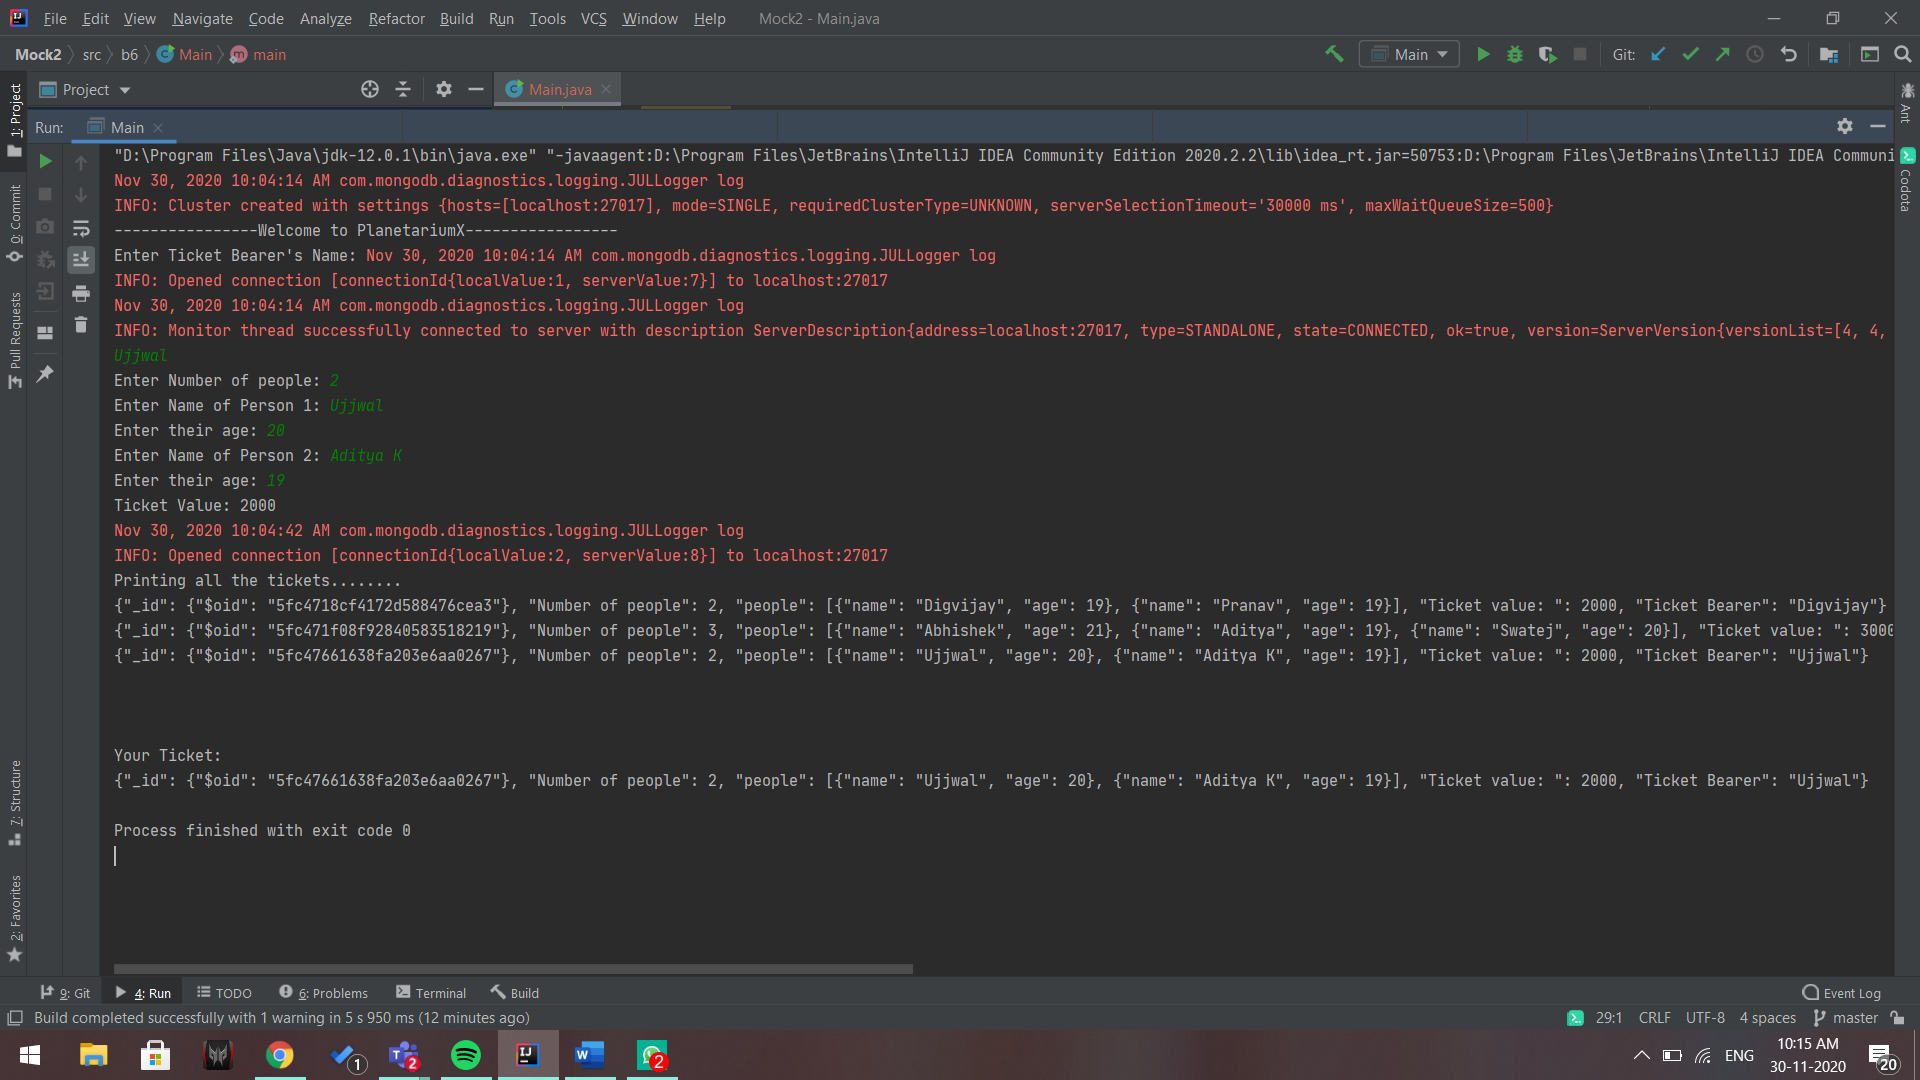 File Edit View Navigate Code Analyze Refactor Build Run Tools VCS Window Help Mock2 - Main.java
Mock2 src b6 Main main Main Git:
Project Main.java
Run: Main
1: Project
0: Commit
Pull Requests
7: Structure
2: Favorites
Ant
Codota
"D:\Program Files\Java\jdk-12.0.1\bin\java.exe" "-javaagent:D:\Program Files\JetBrains\IntelliJ IDEA Community Edition 2020.2.2\lib\idea_rt.jar=50753:D:\Program Files\JetBrains\IntelliJ IDEA Communi
Nov 30, 2020 10:04:14 AM com.mongodb.diagnostics.logging.JULLogger log
INFO: Cluster created with settings {hosts=[localhost:27017], mode=SINGLE, requiredClusterType=UNKNOWN, serverSelectionTimeout='30000 ms', maxWaitQueueSize=500}
----------------Welcome to PlanetariumX-----------------
Enter Ticket Bearer's Name: Nov 30, 2020 10:04:14 AM com.mongodb.diagnostics.logging.JULLogger log
INFO: Opened connection [connectionId{localValue:1, serverValue:7}] to localhost:27017
Nov 30, 2020 10:04:14 AM com.mongodb.diagnostics.logging.JULLogger log
INFO: Monitor thread successfully connected to server with description ServerDescription{address=localhost:27017, type=STANDALONE, state=CONNECTED, ok=true, version=ServerVersion{versionList=[4, 4,
Ujjwal
Enter Number of people: 2
Enter Name of Person 1: Ujjwal
Enter their age: 20
Enter Name of Person 2: Aditya K
Enter their age: 19
Ticket Value: 2000
Nov 30, 2020 10:04:42 AM com.mongodb.diagnostics.logging.JULLogger log
INFO: Opened connection [connectionId{localValue:2, serverValue:8}] to localhost:27017
Printing all the tickets........
{"_id": {"$oid": "5fc4718cf4172d588476cea3"}, "Number of people": 2, "people": [{"name": "Digvijay", "age": 19}, {"name": "Pranav", "age": 19}], "Ticket value: ": 2000, "Ticket Bearer": "Digvijay"}
{"_id": {"$oid": "5fc471f08f92840583518219"}, "Number of people": 3, "people": [{"name": "Abhishek", "age": 21}, {"name": "Aditya", "age": 19}, {"name": "Swatej", "age": 20}], "Ticket value: ": 3000
{"_id": {"$oid": "5fc47661638fa203e6aa0267"}, "Number of people": 2, "people": [{"name": "Ujjwal", "age": 20}, {"name": "Aditya K", "age": 19}], "Ticket value: ": 2000, "Ticket Bearer": "Ujjwal"}
Your Ticket:
{"_id": {"$oid": "5fc47661638fa203e6aa0267"}, "Number of people": 2, "people": [{"name": "Ujjwal", "age": 20}, {"name": "Aditya K", "age": 19}], "Ticket value: ": 2000, "Ticket Bearer": "Ujjwal"}
Process finished with exit code 0
9: Git 4: Run TODO 6: Problems Terminal Build Event Log
Build completed successfully with 1 warning in 5 s 950 ms (12 minutes ago) 29:1 CRLF UTF-8 4 spaces master
1 2 2 ENG 10:15 AM
30-11-2020 20